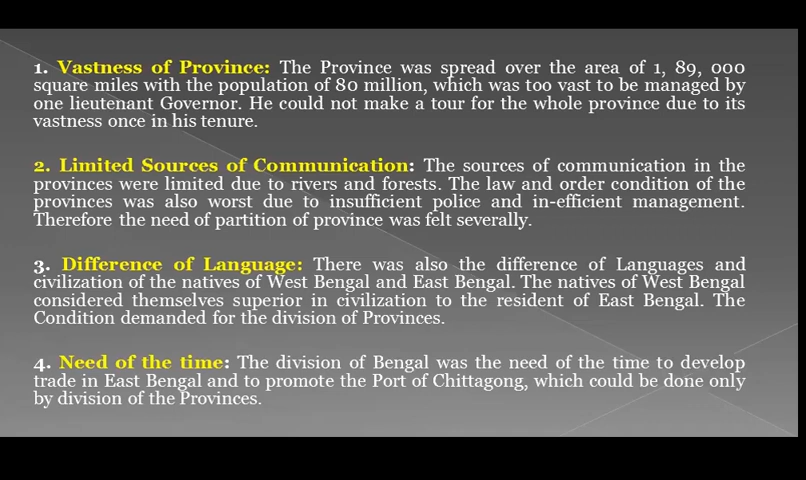 1. Vastness of Province: The Province was spread over the area of 1, 89, 000
square miles with the population of 80 million, which was too vast to be managed by
one lieutenant Governor. He could not make a tour for the whole province due to its
vastness once in his tenure.
2. Limited Sources of Communication: The sources of communication in the
provinces were limited due to rivers and forests. The law and order condition of the
provinces was also worst due to insufficient police and in-efficient management.
Therefore the need of partition of province was felt severally.
3. Difference of Language: There was also the difference of Languages and
civilization of the natives of West Bengal and East Bengal. The natives of West Bengal
considered themselves superior in civilization to the resident of East Bengal. The
Condition demanded for the division of Provinces.
4. Need of the time: The division of Bengal was the need of the time to develop
trade in East Bengal and to promote the Port of Chittagong, which could be done only
by division of the Provinces.